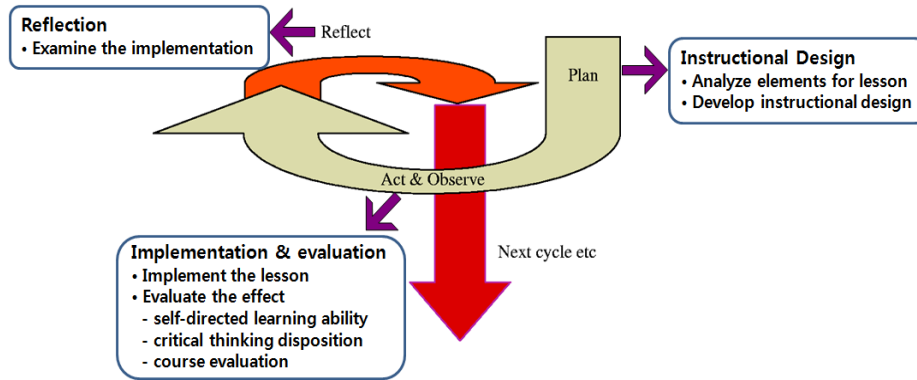 Reflection
• Examine the implementation
Reflect
Plan
Instructional Design
• Analyze elements for lesson
• Develop instructional design
Act & Observe
Implementation & evaluation
• Implement the lesson
• Evaluate the effect
- self-directed learning ability
- critical thinking disposition
- course evaluation
Next cycle etc